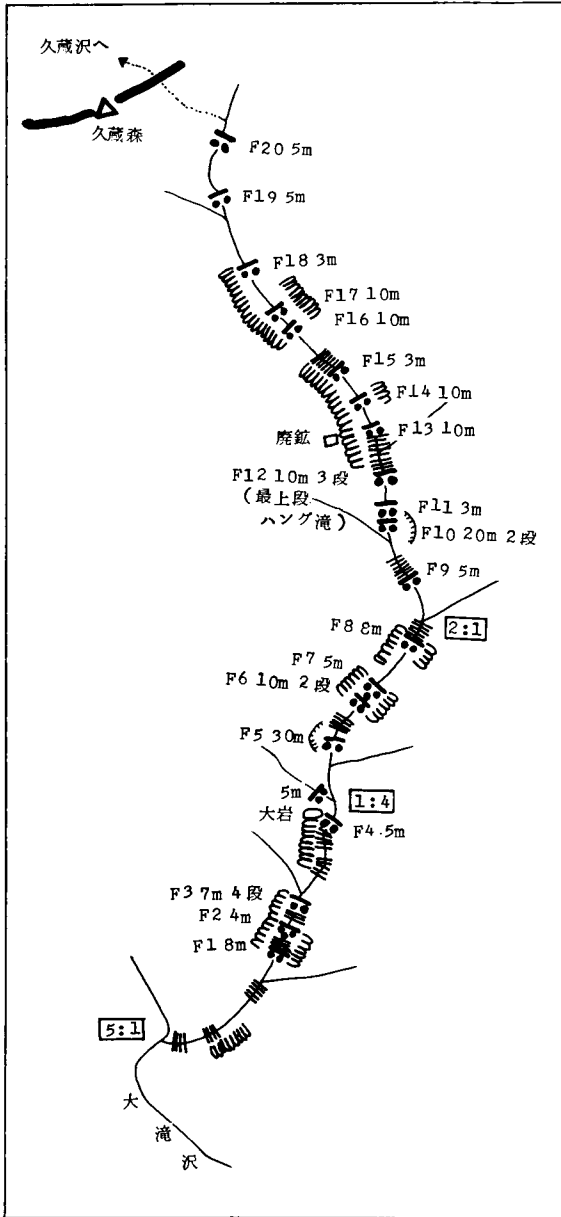 久蔵沢へ
久蔵森
F20 5m
F19 5m
F18 3m
F17 10m
F16 10m
F15 3m
F14 10m
廃鉱
F13 10m
F12 10m 3段
(最上段
ハング滝)
F11 3m
F10 20m 2段
F9 5m
F8 8m
2:1
F7 5m
F6 10m 2段
F5 30m
5m
1:4
大岩
F4.5m
F3 7m 4段
F2 4m
F1 8m
5:1
大滝沢